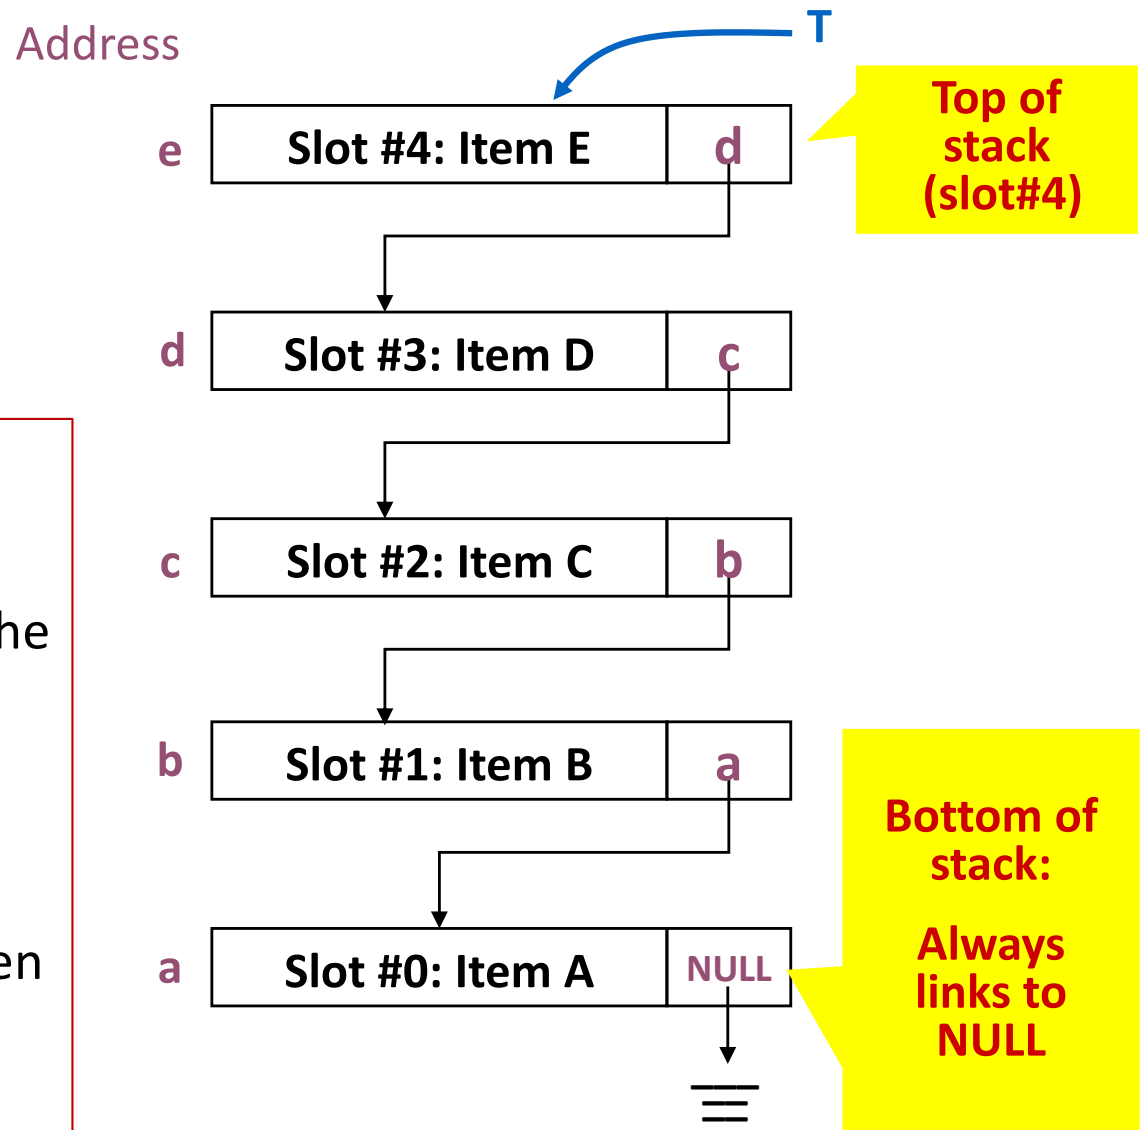 Address
T
e
Slot #4: Item E
d
Top of
stack
(slot#4)
d
Slot #3: Item D
c
c
Slot #2: Item C
b
he
b
Slot #1: Item B
a
Bottom of
stack:
Always
links to
NULL
en
a
Slot #0: Item A
NULL